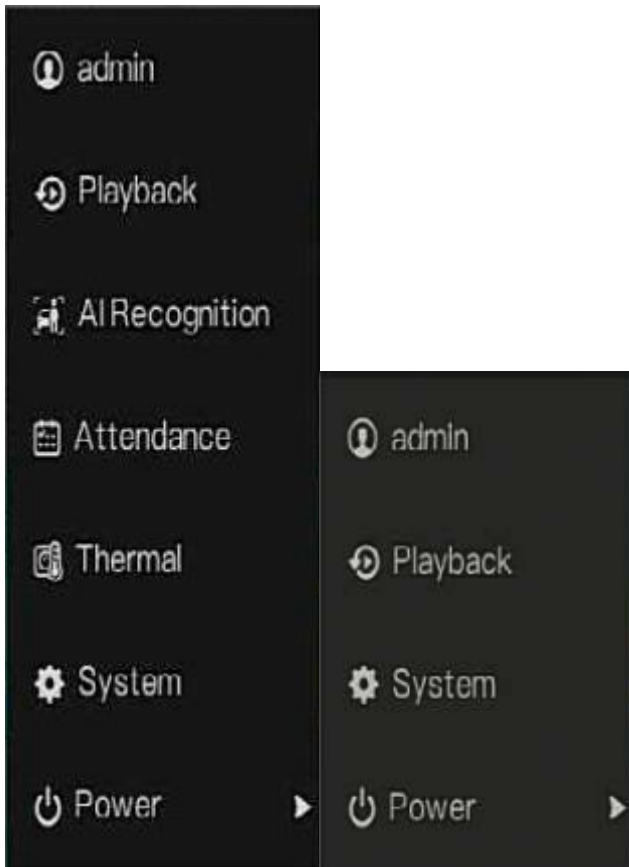 admin
Playback
AI Recognition
Attendance
Thermal
System
Power
admin
Playback
System
Power